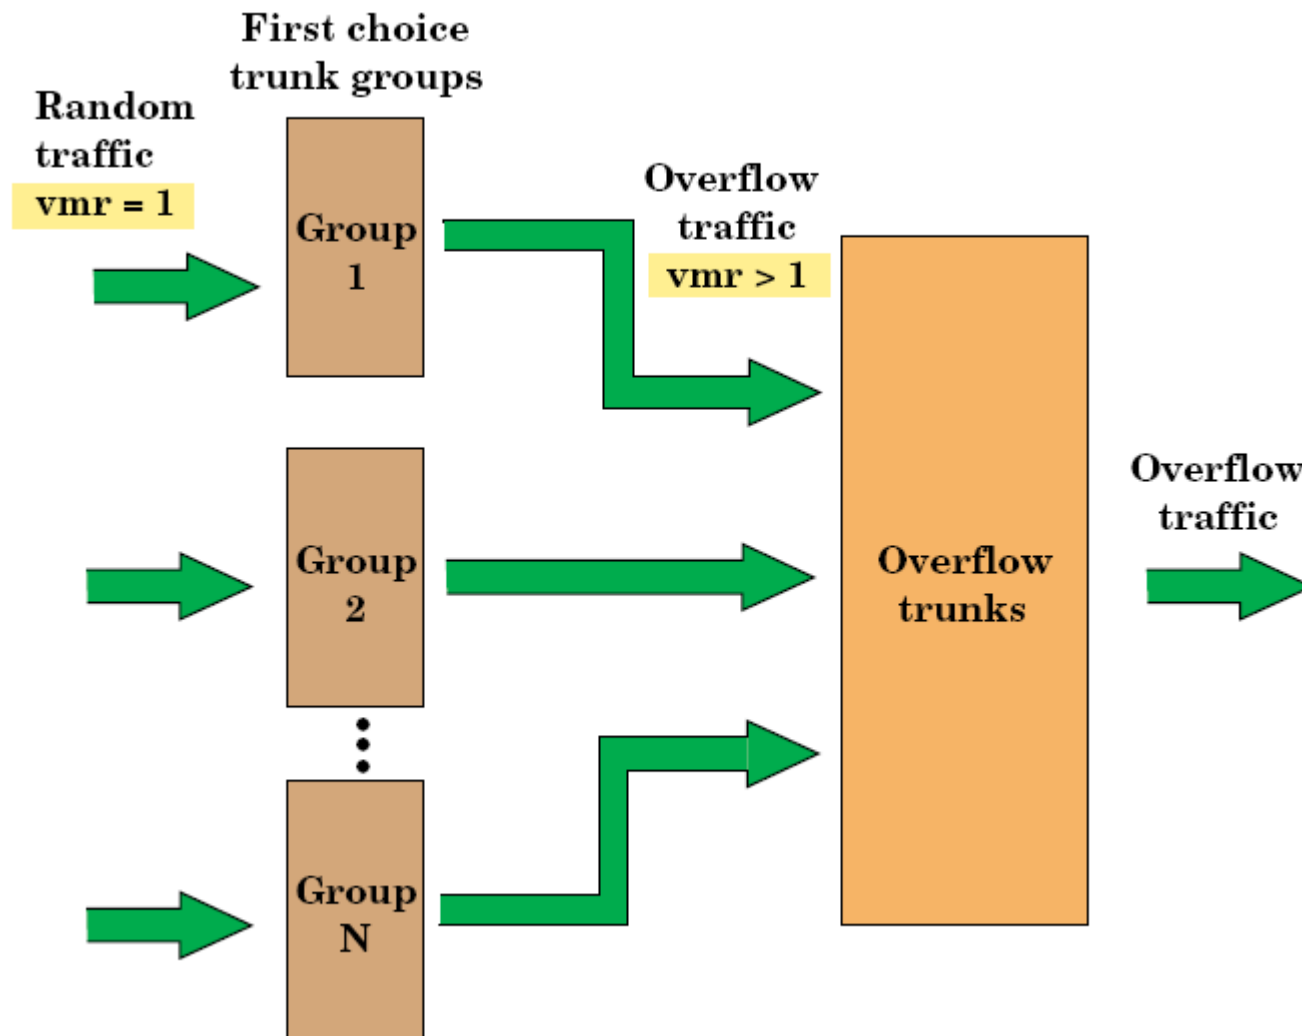 First choice
trunk groups
Random
traffic
vmr = 1
Group
1
Overflow
traffic
vmr > 1
Group
2
Overflow
trunks
Overflow
traffic
Group
N